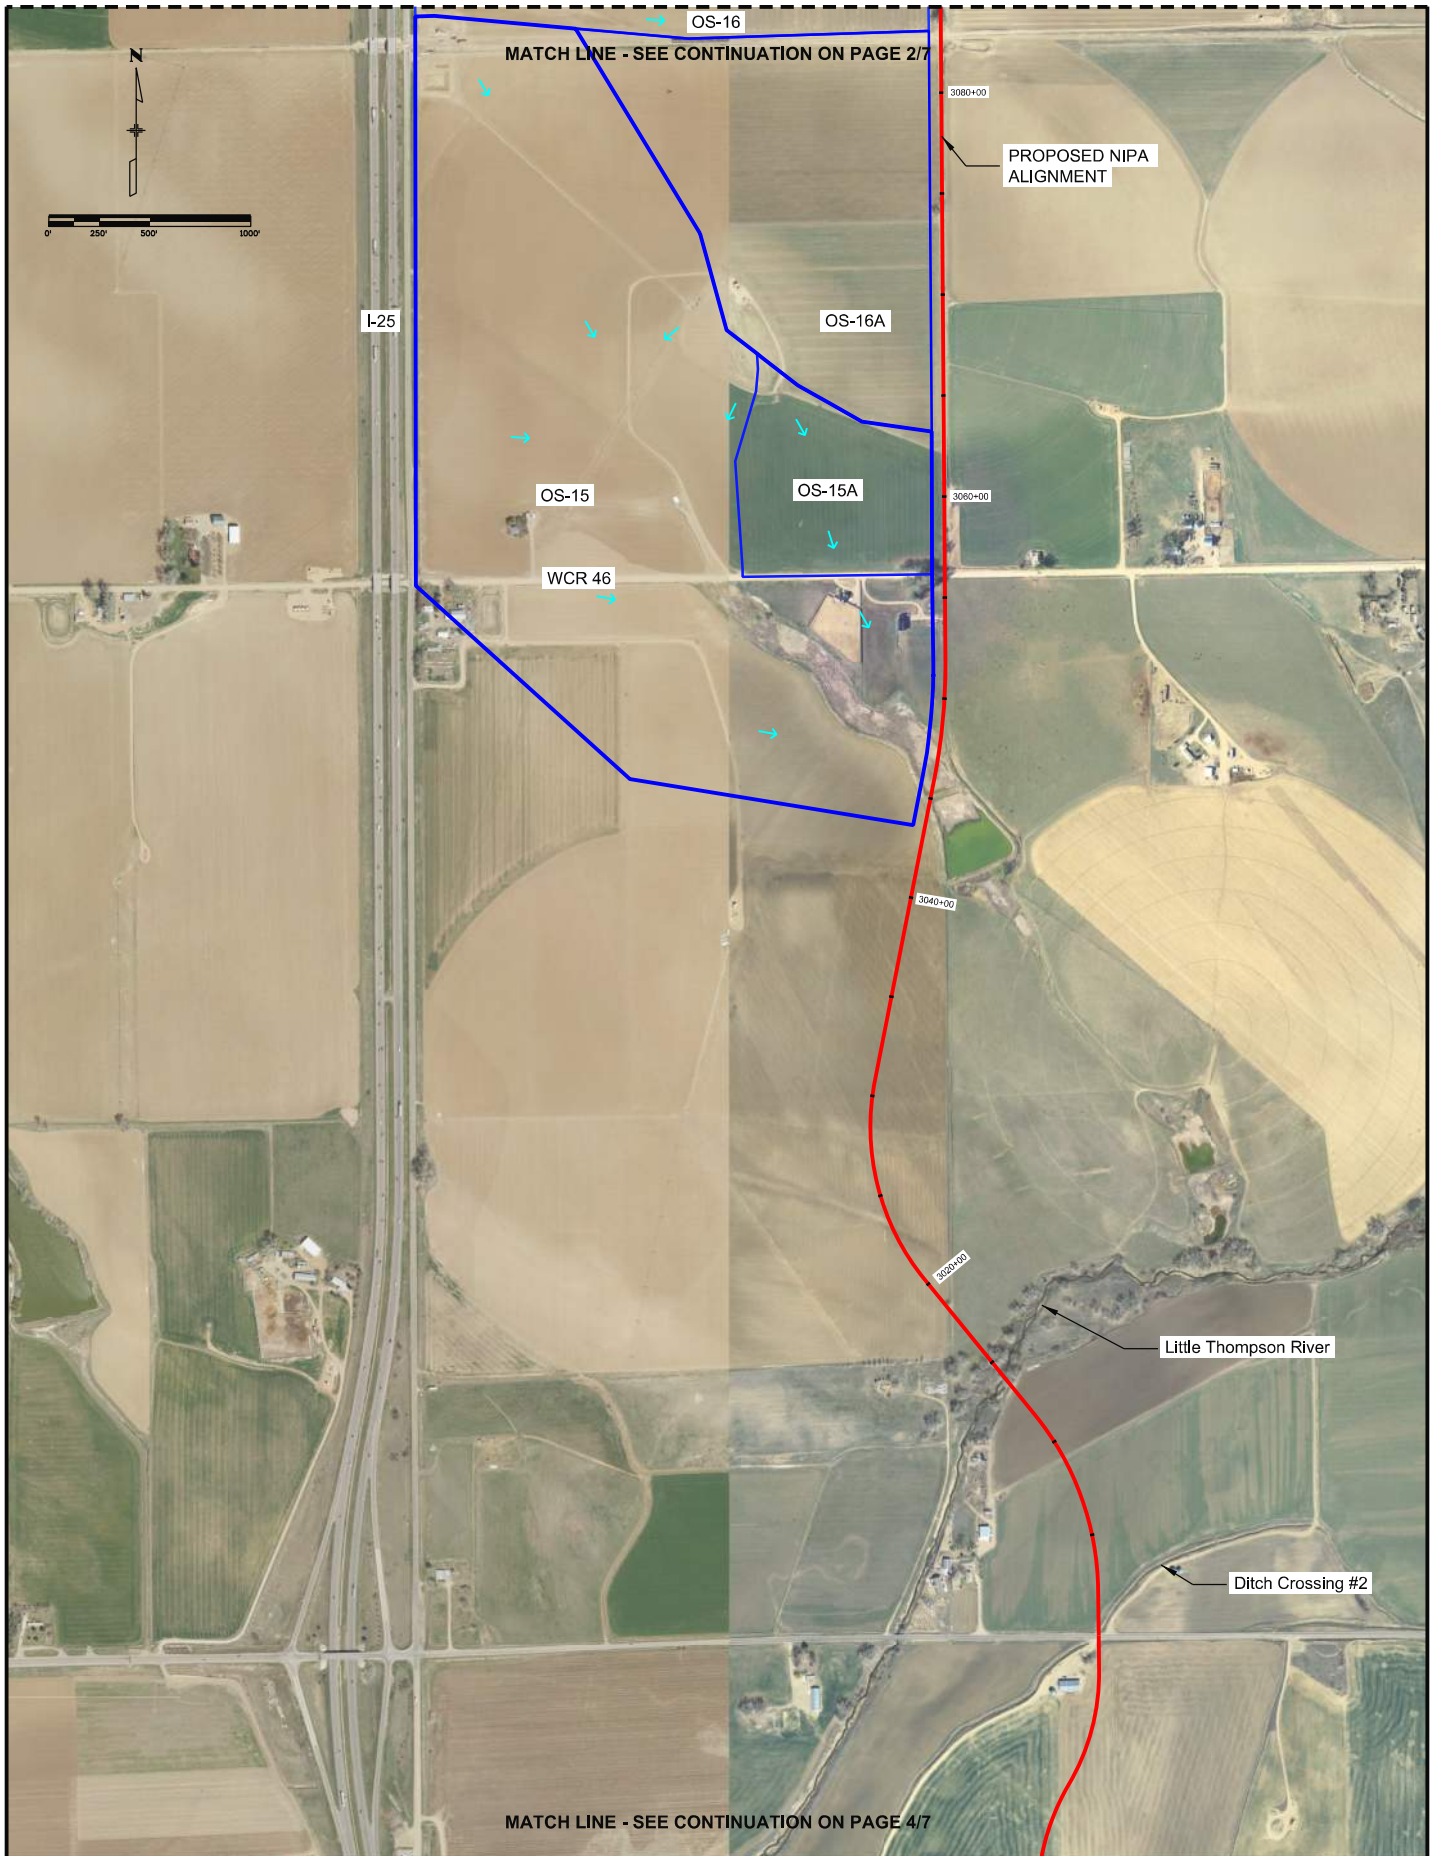 OS-16
MATCH LINE - SEE CONTINUATION ON PAGE 2/7
N
3080+00
PROPOSED NIPA
ALIGNMENT
0' 250' 500' 1000'
I-25
OS-16A
OS-15
OS-15A
3060+00
WCR 46
3040+00
3020+00
Little Thompson River
Ditch Crossing #2
MATCH LINE - SEE CONTINUATION ON PAGE 4/7